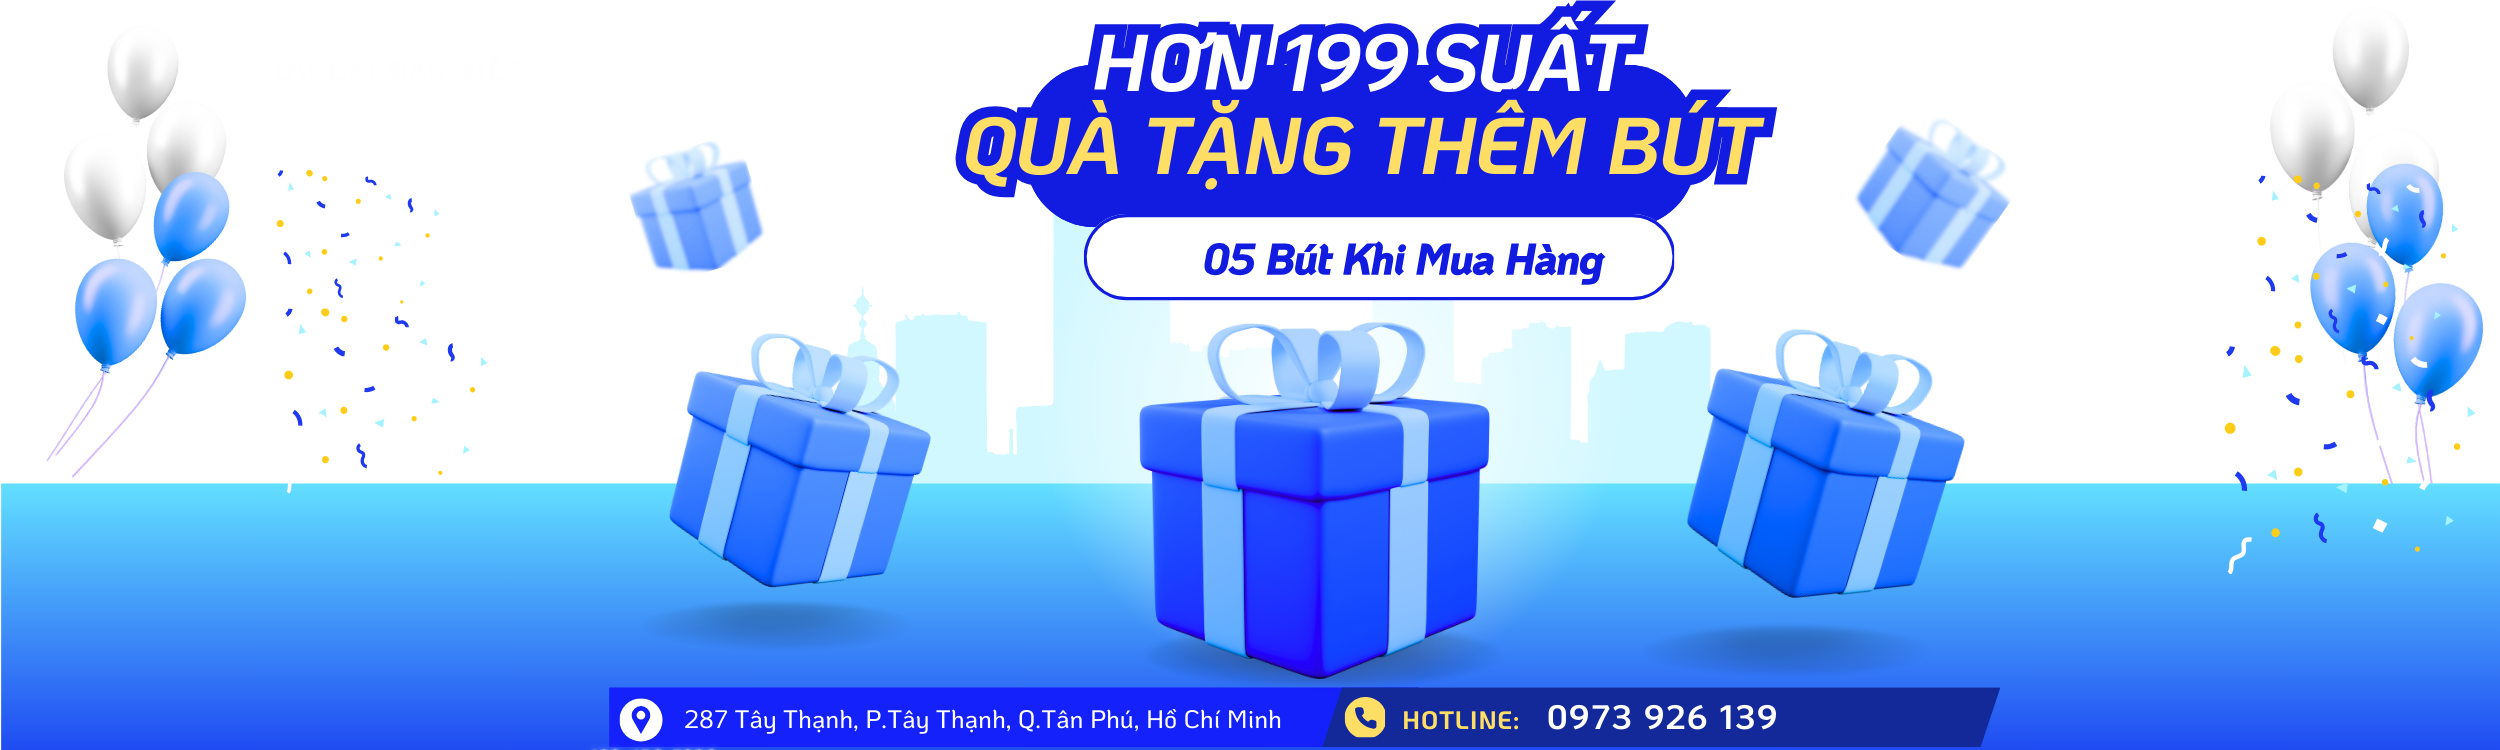 HƠN 199 SUẤT
QUÀ TẶNG THÊM BÚT
05 Bút Khi Mua Hàng
287 Tây Thạnh, P.Tây Thạnh, Q.Tân Phú, Hồ Chí Minh
HOTLINE: 0973 926 139